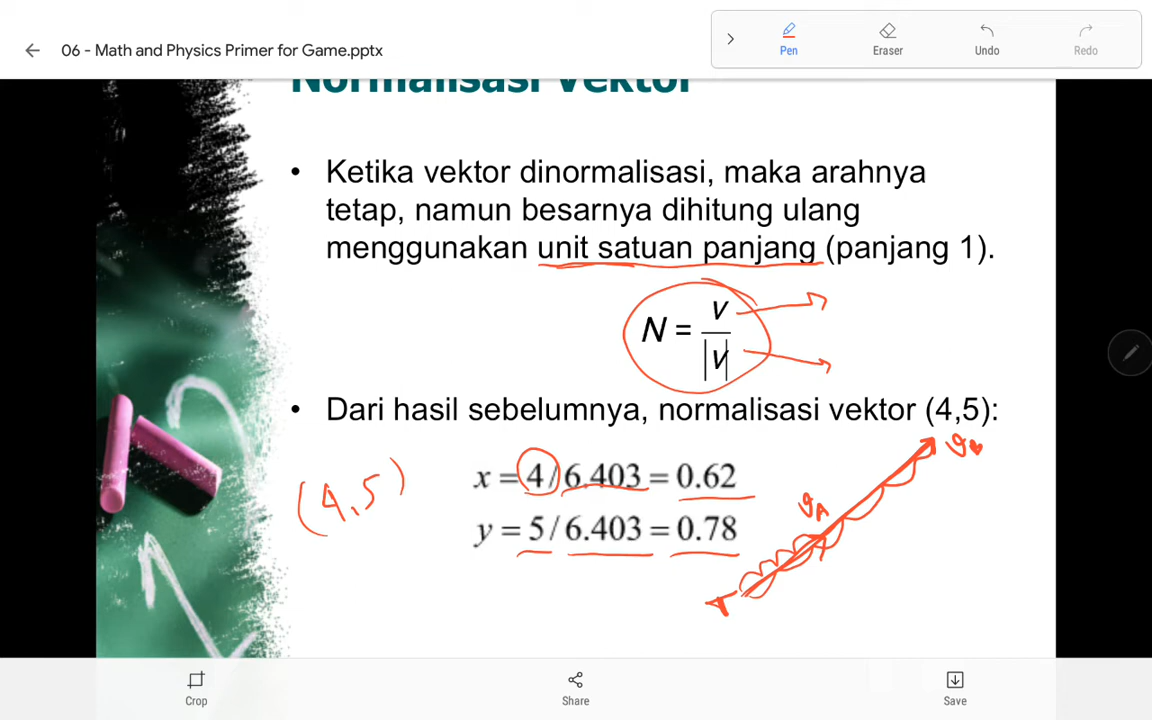 06 - Math and Physics Primer for Game.pptx
Pen
Eraser
Undo
Redo
Normalisasi Vektor
• Ketika vektor dinormalisasi, maka arahnya
tetap, namun besarnya dihitung ulang
menggunakan unit satuan panjang (panjang 1).
N = v / |v|
• Dari hasil sebelumnya, normalisasi vektor (4,5):
(4,5)
x = 4/6.403 = 0.62
y = 5/6.403 = 0.78
Crop
Share
Save